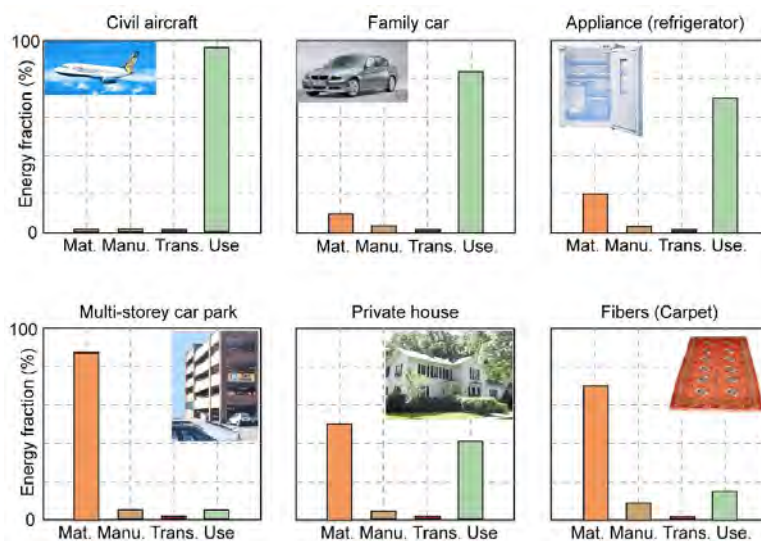 Civil aircraft
Family car
Appliance (refrigerator)
Energy fraction (%)
100
0
Mat. Manu. Trans. Use
Mat. Manu. Trans. Use.
Mat. Manu. Trans. Use.
Multi-storey car park
Private house
Fibers (Carpet)
Energy fraction (%)
100
0
Mat. Manu. Trans. Use
Mat. Manu. Trans. Use
Mat. Manu. Trans. Use.